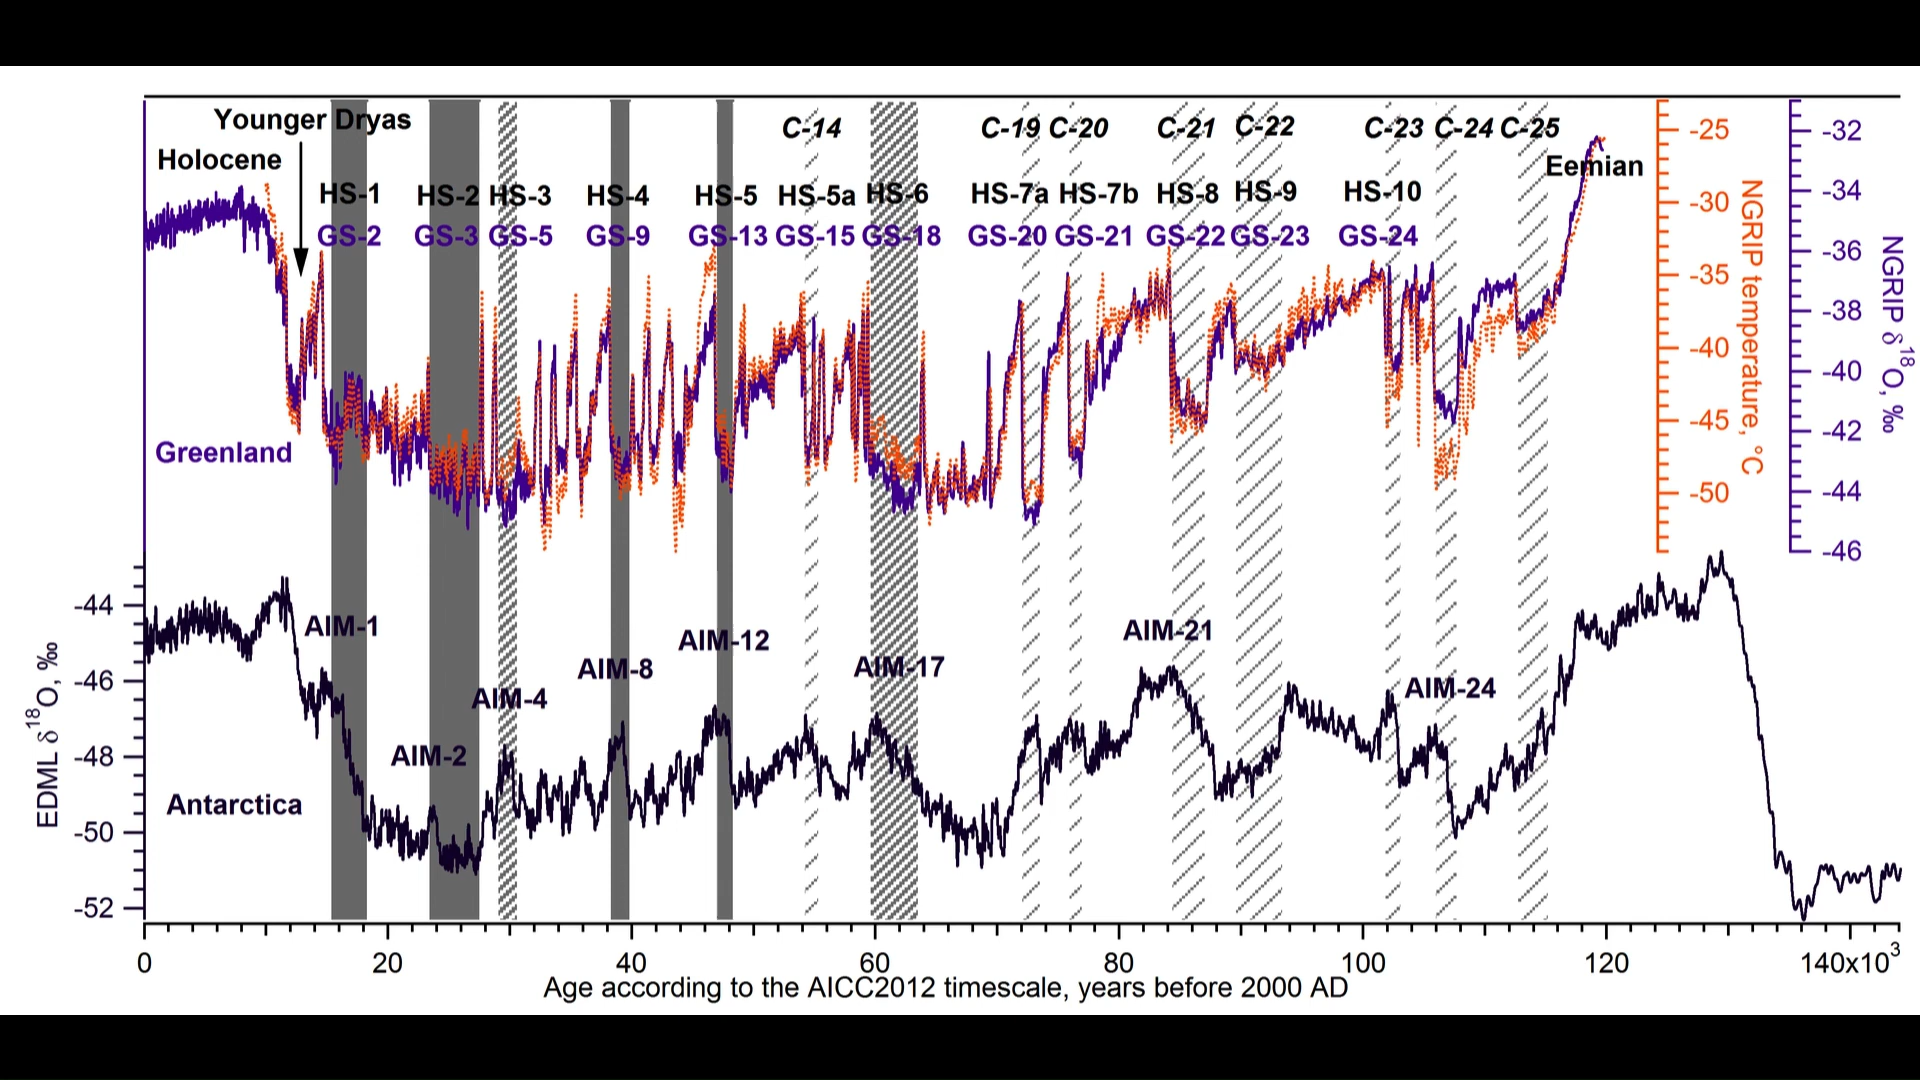 Younger Dryas
Holocene
C-14 C-19 C-20 C-21 C-22 C-23 C-24 C-25
Eemian
HS-1 HS-2 HS-3 HS-4 HS-5 HS-5a HS-6 HS-7a HS-7b HS-8 HS-9 HS-10
GS-2 GS-3 GS-5 GS-9 GS-13 GS-15 GS-18 GS-20 GS-21 GS-22 GS-23 GS-24
Greenland
-25
-30
-35
-40
-45
-50
NGRIP temperature, °C
-32
-34
-36
-38
-40
-42
-44
-46
NGRIP δ¹⁸O, ‰
EDML δ¹⁸O, ‰
-44
-46
-48
-50
-52
AIM-1
AIM-2
AIM-4
AIM-8
AIM-12
AIM-17
AIM-21
AIM-24
Antarctica
0 20 40 60 80 100 120 140x10³
Age according to the AICC2012 timescale, years before 2000 AD